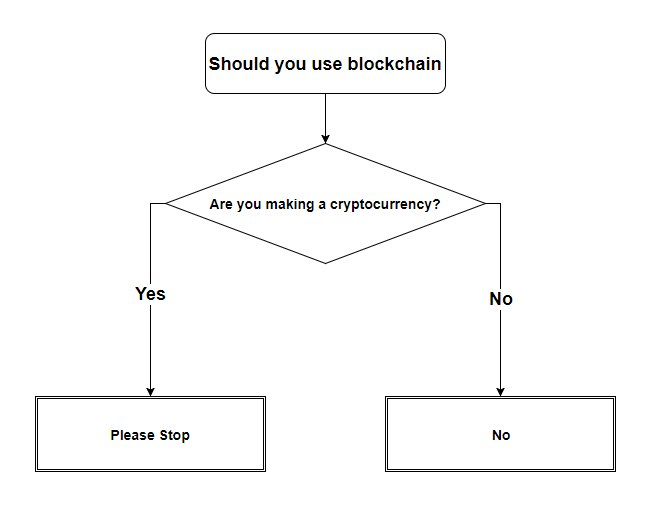 Should you use blockchain
Are you making a cryptocurrency?
Yes
No
Please Stop
No